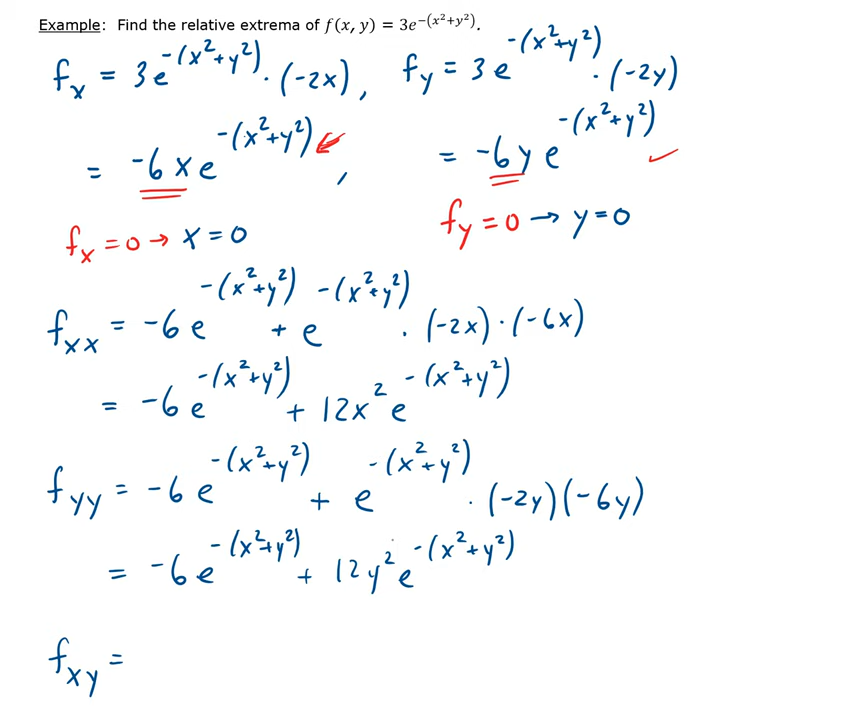 Example: Find the relative extrema of f(x, y) = 3e^{-(x²+y²)}.
f_x = 3e^{-(x²+y²)} · (-2x), f_y = 3e^{-(x²+y²)} · (-2y)
= -6xe^{-(x²+y²)}, = -6ye^{-(x²+y²)} ✓
f_x = 0 → x = 0 f_y = 0 → y = 0
f_xx = -6e^{-(x²+y²)} + e^{-(x²+y²)} · (-2x) · (-6x)
= -6e^{-(x²+y²)} + 12x²e^{-(x²+y²)}
f_yy = -6e^{-(x²+y²)} + e^{-(x²+y²)} · (-2y)(-6y)
= -6e^{-(x²+y²)} + 12y²e^{-(x²+y²)}
f_xy =